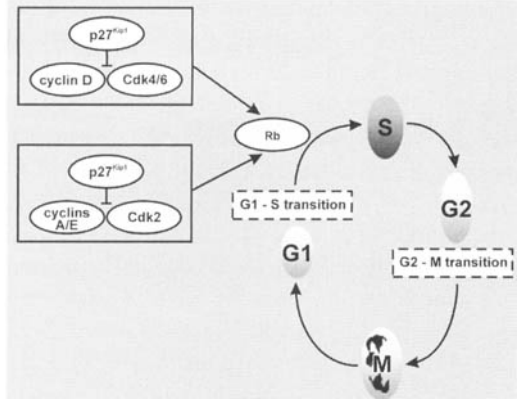 p27Kip1
cyclin D
Cdk4/6
Rb
p27Kip1
cyclins
A/E
Cdk2
S
G1 - S transition
G2
G1
G2 - M transition
M